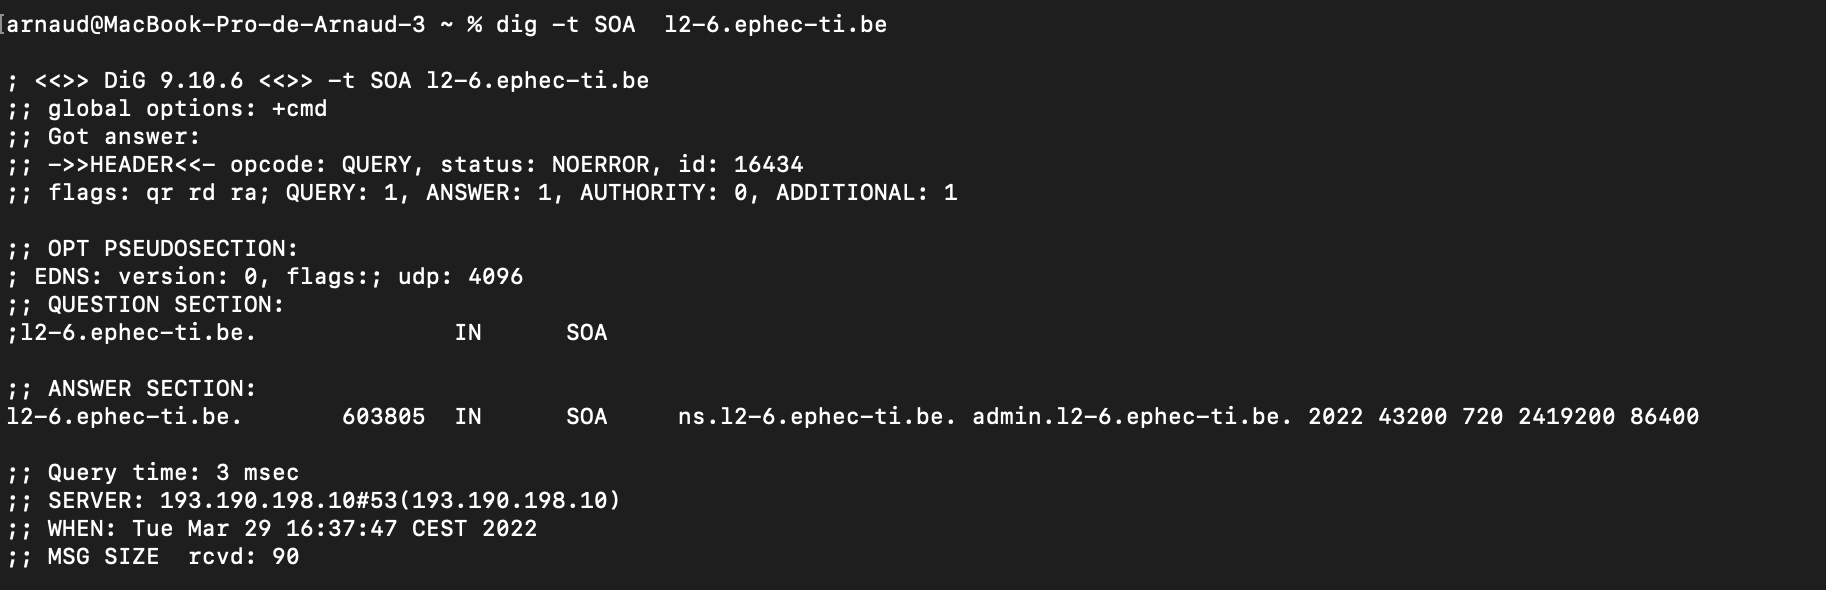 arnaud@MacBook-Pro-de-Arnaud-3 ~ % dig -t SOA  l2-6.ephec-ti.be

; <<>> DiG 9.10.6 <<>> -t SOA l2-6.ephec-ti.be
;; global options: +cmd
;; Got answer:
;; ->>HEADER<<- opcode: QUERY, status: NOERROR, id: 16434
;; flags: qr rd ra; QUERY: 1, ANSWER: 1, AUTHORITY: 0, ADDITIONAL: 1

;; OPT PSEUDOSECTION:
; EDNS: version: 0, flags:; udp: 4096
;; QUESTION SECTION:
;l2-6.ephec-ti.be.              IN      SOA

;; ANSWER SECTION:
l2-6.ephec-ti.be.       603805  IN      SOA     ns.l2-6.ephec-ti.be. admin.l2-6.ephec-ti.be. 2022 43200 720 2419200 86400

;; Query time: 3 msec
;; SERVER: 193.190.198.10#53(193.190.198.10)
;; WHEN: Tue Mar 29 16:37:47 CEST 2022
;; MSG SIZE  rcvd: 90